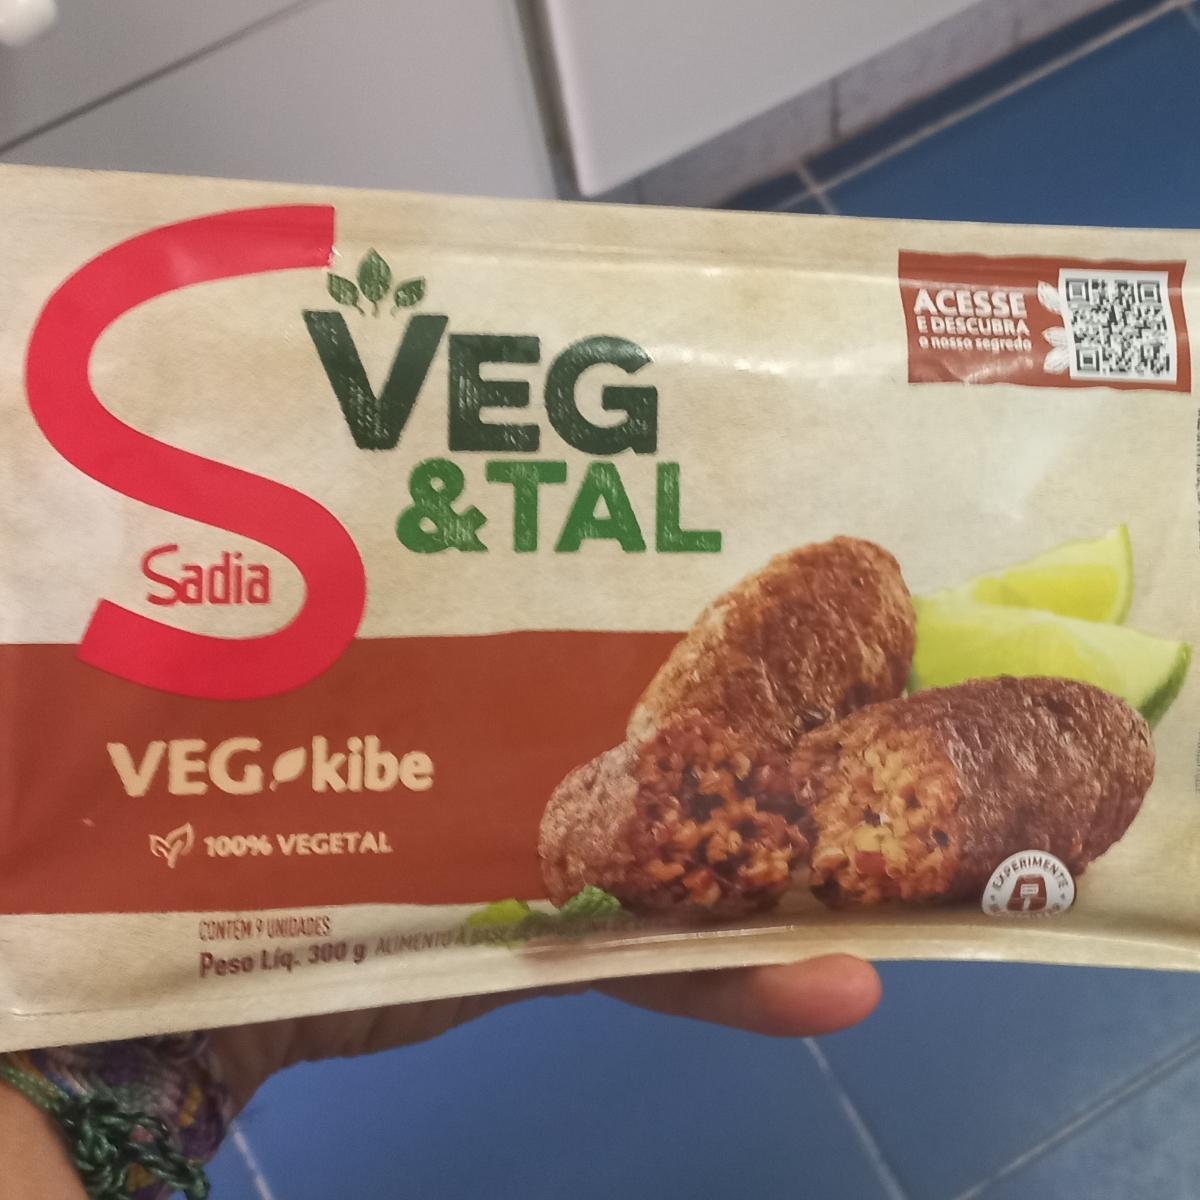 VEG
&TAL
Sadia
ACESSE
E DESCUBRA
o nosso segredo
VEG kibe
100% VEGETAL
CONTÉM 9 UNIDADES
Peso Líq. 300 g ALIMENTO À BASE DE
EXPERIMENTE